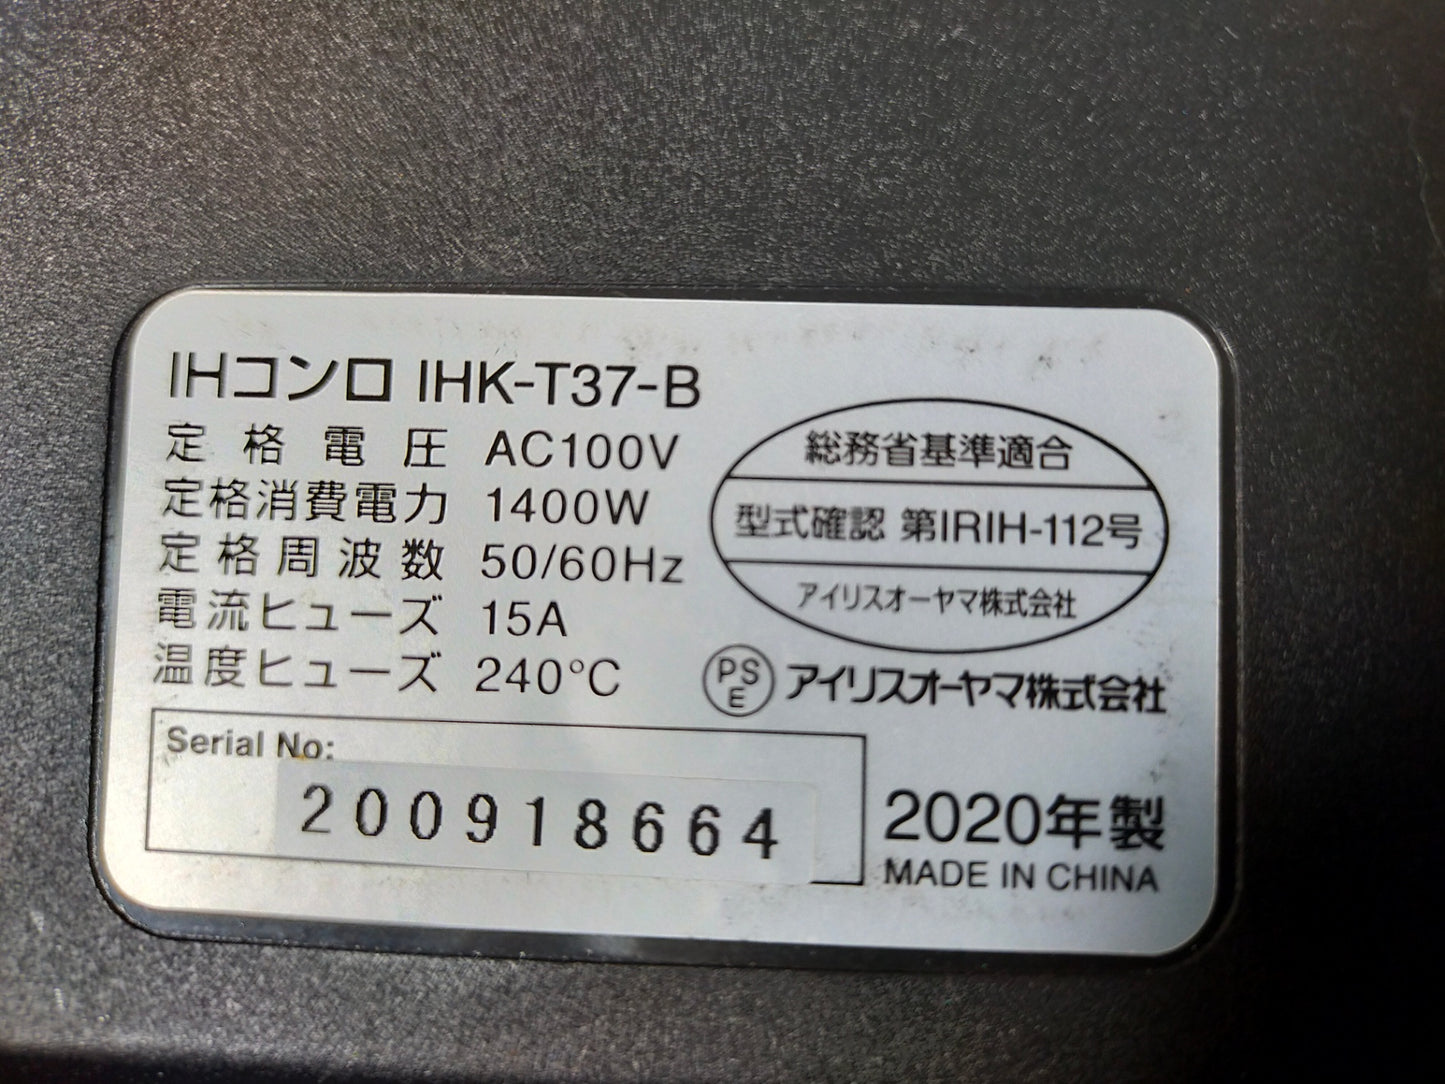 IHコンロ IHK-T37-B
定格電圧 AC100V
定格消費電力 1400W
定格周波数 50/60Hz
電流ヒューズ 15A
温度ヒューズ 240℃
総務省基準適合
型式確認 第IRIH-112号
アイリスオーヤマ株式会社
PS
E
アイリスオーヤマ株式会社
Serial No:
200918664
2020年製
MADE IN CHINA